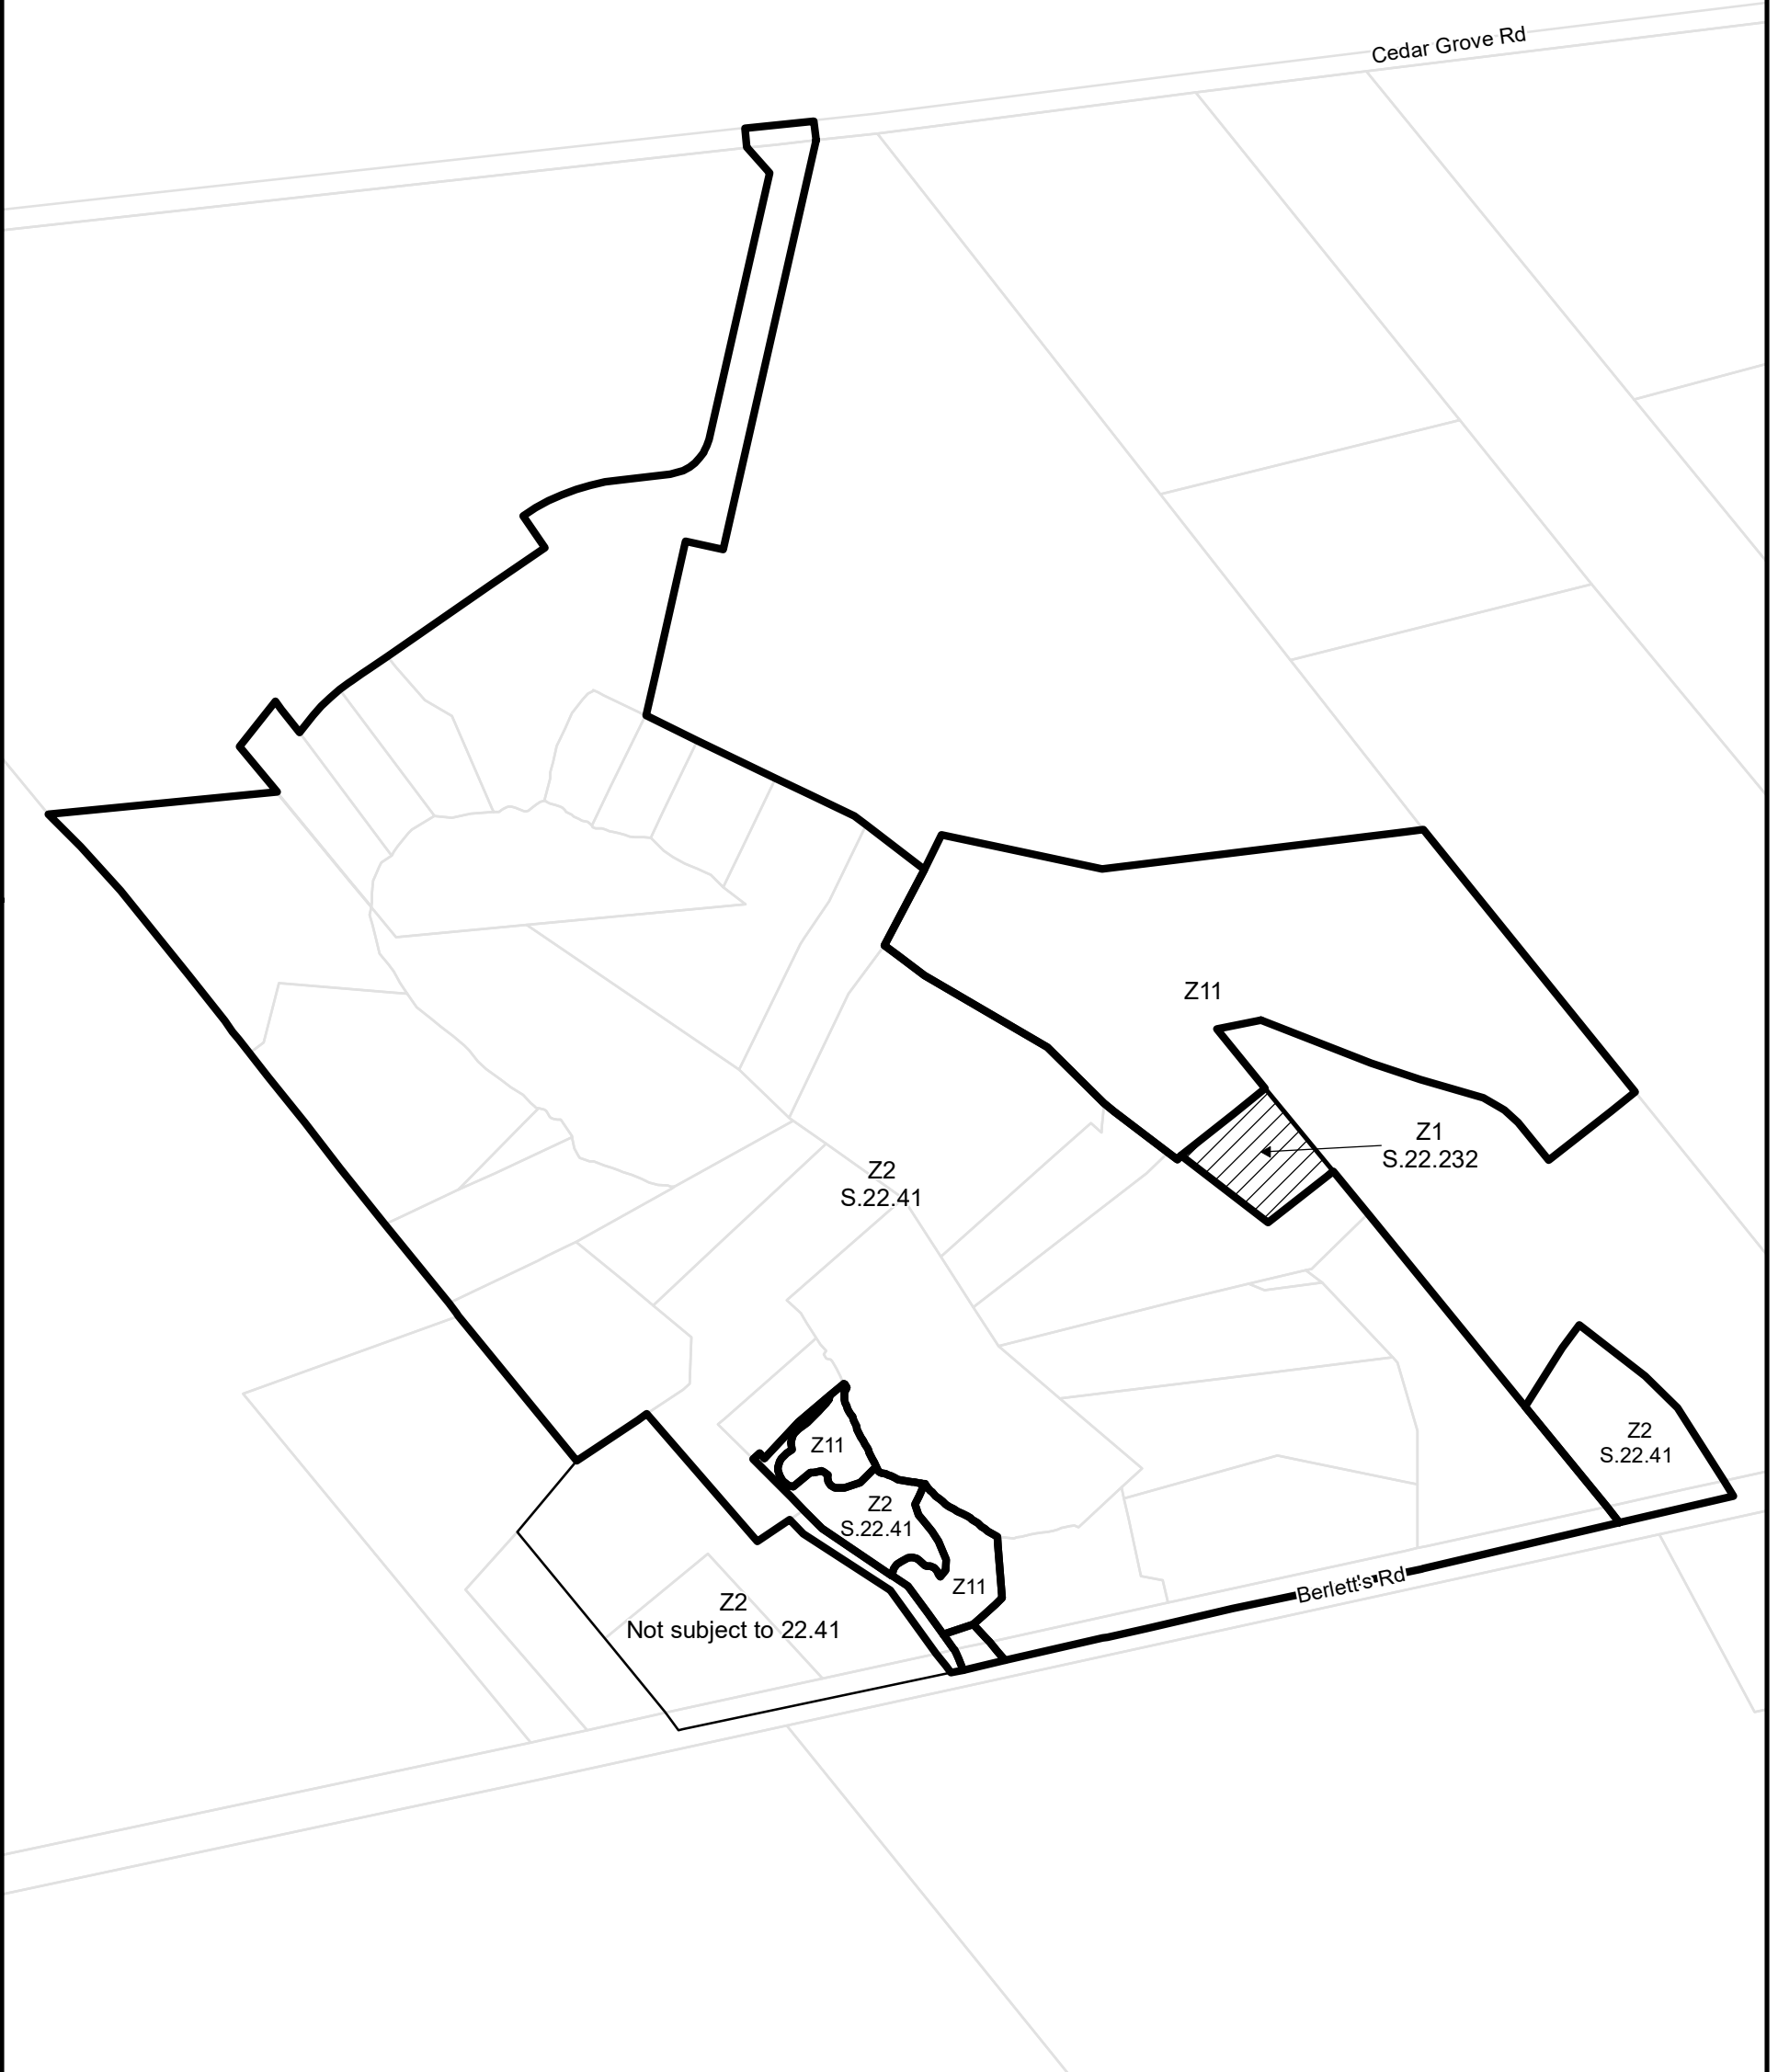 Cedar Grove Rd
Z11
Z1
S.22.232
Z2
S.22.41
Z2
S.22.41
Z11
Z2
S.22.41
Z11
Berlett's Rd
Z2
Not subject to 22.41